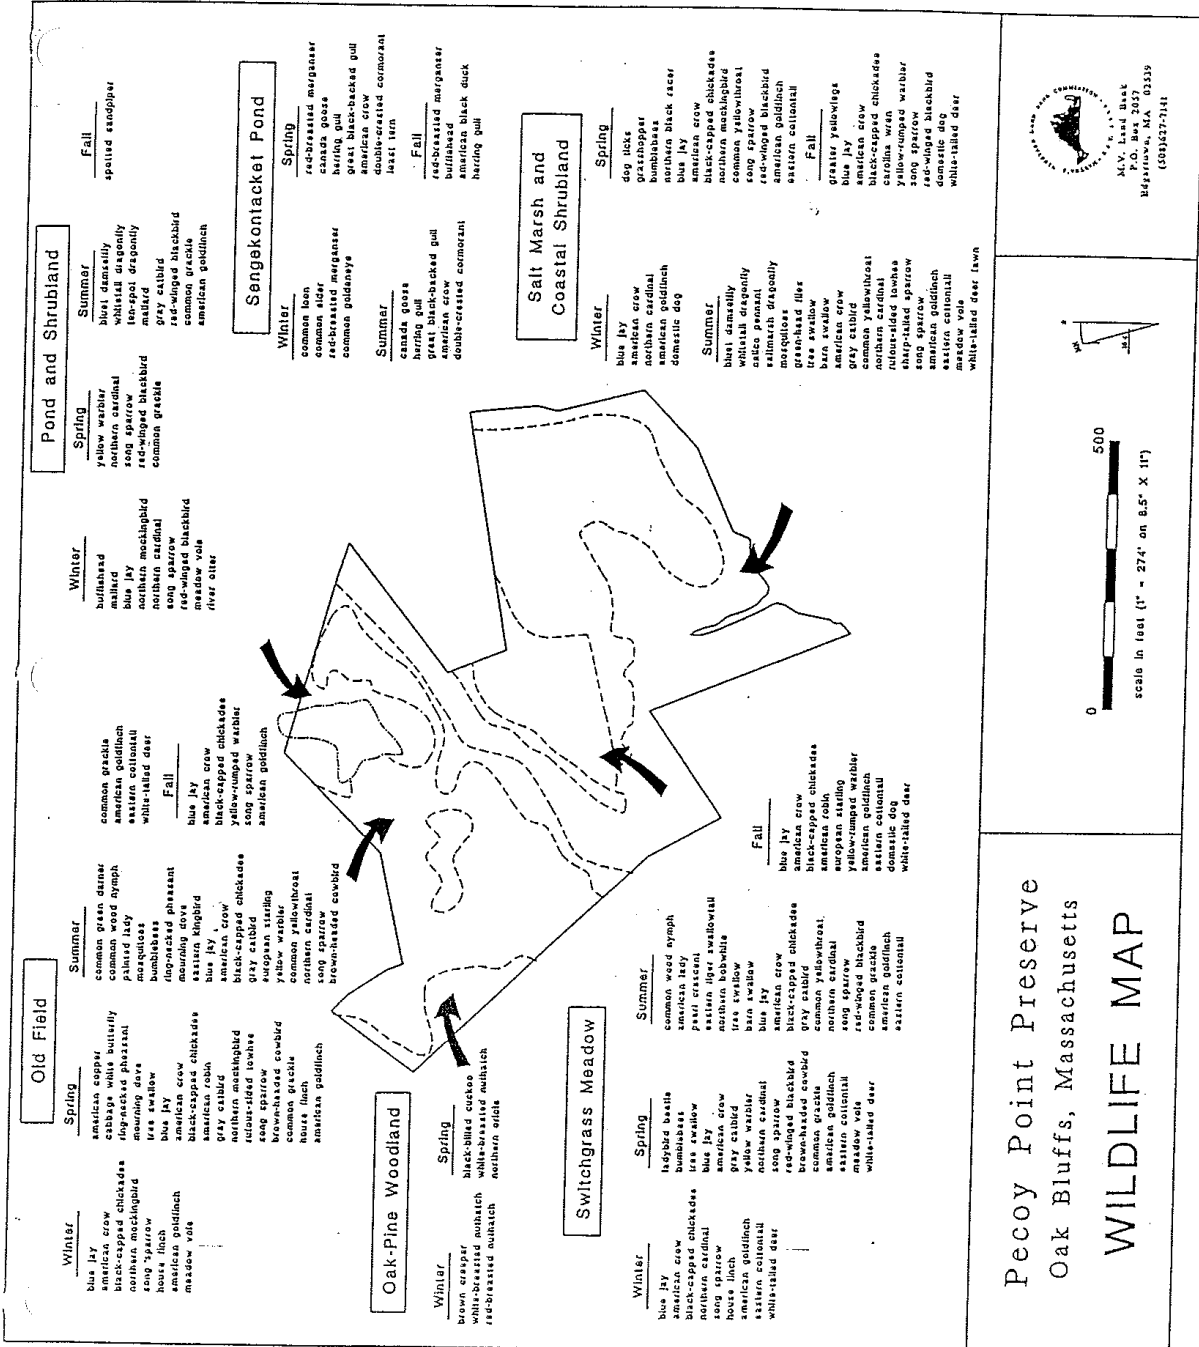 Old Field
Winter
blue jay
american crow
black-capped chickadee
northern mockingbird
song sparrow
house finch
american goldfinch
meadow vole
Spring
american copper
cabbage white butterfly
ring-necked pheasant
mourning dove
tree swallow
blue jay
american crow
black-capped chickadees
american robin
gray catbird
northern mockingbird
rufous-sided towhee
song sparrow
brown-headed cowbird
common grackle
house finch
american goldfinch
Summer
common green darner
common wood nymph
painted lady
mosquitoes
bumblebees
ring-necked pheasant
mourning dove
eastern kingbird
blue jay
american crow
black-capped chickadee
gray catbird
european starling
yellow warbler
common yellowthroat
northern cardinal
song sparrow
brown-headed cowbird
common grackle
american goldfinch
eastern cottontail
white-tailed deer
Fall
blue jay
american crow
black-capped chickadees
yellow-rumped warbler
song sparrow
american goldfinch
Pond and Shrubland
Winter
bufflehead
mallard
blue jay
northern mockingbird
northern cardinal
song sparrow
red-winged blackbird
meadow vole
river otter
Spring
yellow warbler
northern cardinal
song sparrow
red-winged blackbird
common grackle
Summer
bluet damselfly
whitetail dragonfly
ten-spot dragonfly
mallard
gray catbird
red-winged blackbird
common grackle
american goldfinch
Fall
spotted sandpiper
Oak-Pine Woodland
Winter
brown creeper
white-breasted nuthatch
red-breasted nuthatch
Spring
black-billed cuckoo
white-breasted nuthatch
northern oriole
Sengekontacket Pond
Winter
common loon
common eider
red-breasted merganser
common goldeneye
Spring
red-breasted merganser
canada goose
herring gull
great black-backed gull
american crow
double-crested cormorant
least tern
Summer
canada goose
herring gull
great black-backed gull
american crow
double-crested cormorant
Fall
red-breasted merganser
bufflehead
american black duck
herring gull
Switchgrass Meadow
Winter
blue jay
american crow
black-capped chickadees
northern cardinal
song sparrow
house finch
american goldfinch
eastern cottontail
white-tailed deer
Spring
ladybird beetle
bumblebees
tree swallow
blue jay
american crow
gray catbird
yellow warbler
northern cardinal
song sparrow
red-winged blackbird
brown-headed cowbird
common grackle
american goldfinch
eastern cottontail
meadow vole
white-tailed deer
Summer
common wood nymph
american lady
pearl crescent
eastern tiger swallowtail
northern bobwhite
tree swallow
barn swallow
blue jay
american crow
black-capped chickadees
gray catbird
common yellowthroat
northern cardinal
song sparrow
red-winged blackbird
common grackle
american goldfinch
eastern cottontail
Fall
blue jay
american crow
black-capped chickadees
american robin
european starling
yellow-rumped warbler
american goldfinch
eastern cottontail
domestic dog
white-tailed deer
Salt Marsh and
Coastal Shrubland
Winter
blue jay
american crow
northern cardinal
american goldfinch
domestic dog
Spring
dog ticks
grasshopper
bumblebees
northern black racer
blue jay
american crow
black-capped chickadees
northern mockingbird
common yellowthroat
song sparrow
red-winged blackbird
american goldfinch
eastern cottontail
Summer
bluet damselfly
whitetail dragonfly
calico pennant
saltmarsh dragonfly
mosquitoes
green-head flies
tree swallow
barn swallow
american crow
gray catbird
common yellowthroat
northern cardinal
rufous-sided towhee
sharp-tailed sparrow
song sparrow
american goldfinch
eastern cottontail
meadow vole
white-tailed deer fawn
Fall
greater yellowlegs
blue jay
american crow
black-capped chickadees
carolina wren
yellow-rumped warbler
song sparrow
red-winged blackbird
domestic dog
white-tailed deer
Pecoy Point Preserve
Oak Bluffs, Massachusetts
WILDLIFE MAP
0
500
scale in feet (1" = 274' on 8.5" X 11")
M.V. Land Bank
P.O. Box 2057
Edgartown, MA 02539
(508)627-7141